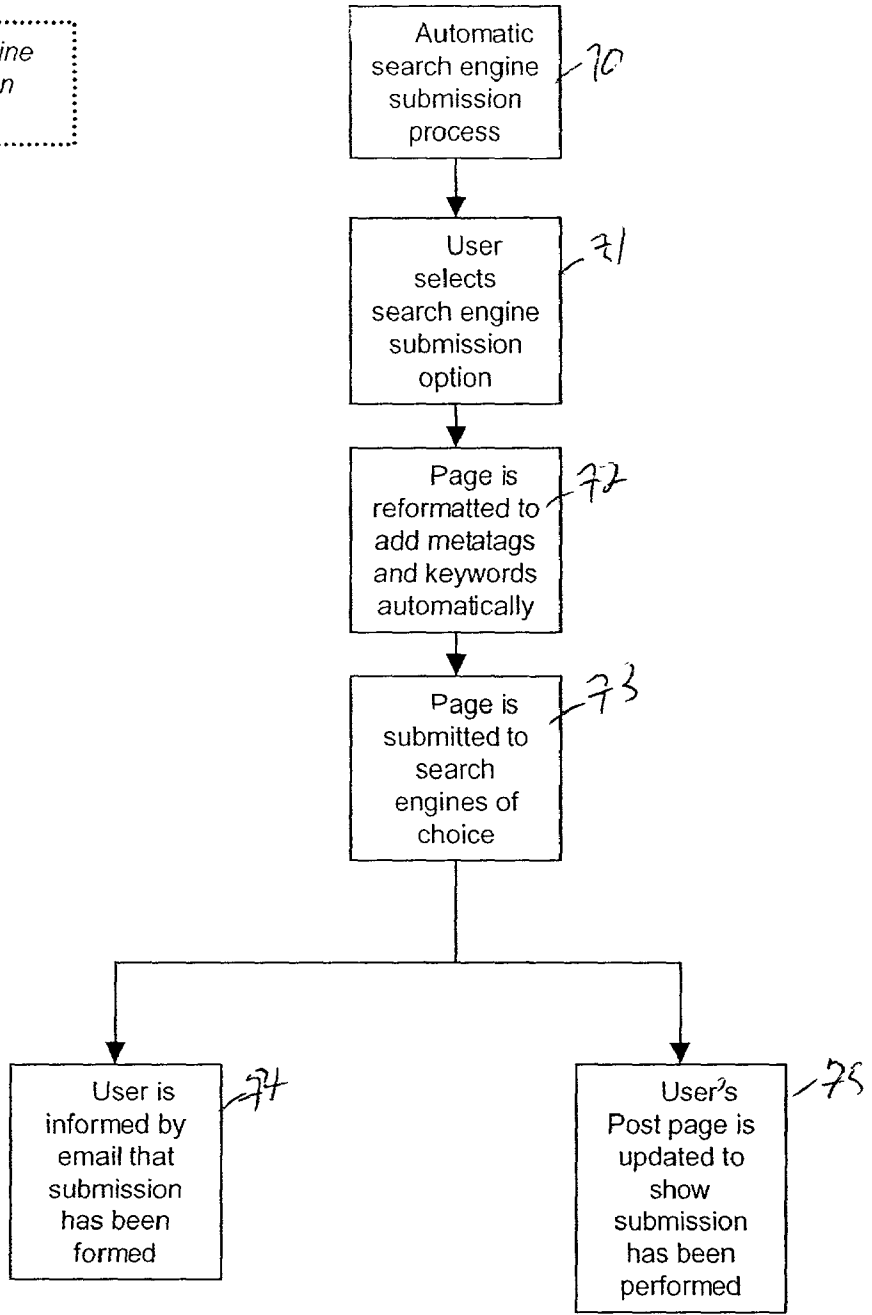 ine
n
Automatic
search engine
submission
process
70
User
selects
search engine
submission
option
71
Page is
reformatted to
add metatags
and keywords
automatically
72
Page is
submitted to
search
engines of
choice
73
User is
informed by
email that
submission
has been
formed
74
User's
Post page is
updated to
show
submission
has been
performed
75